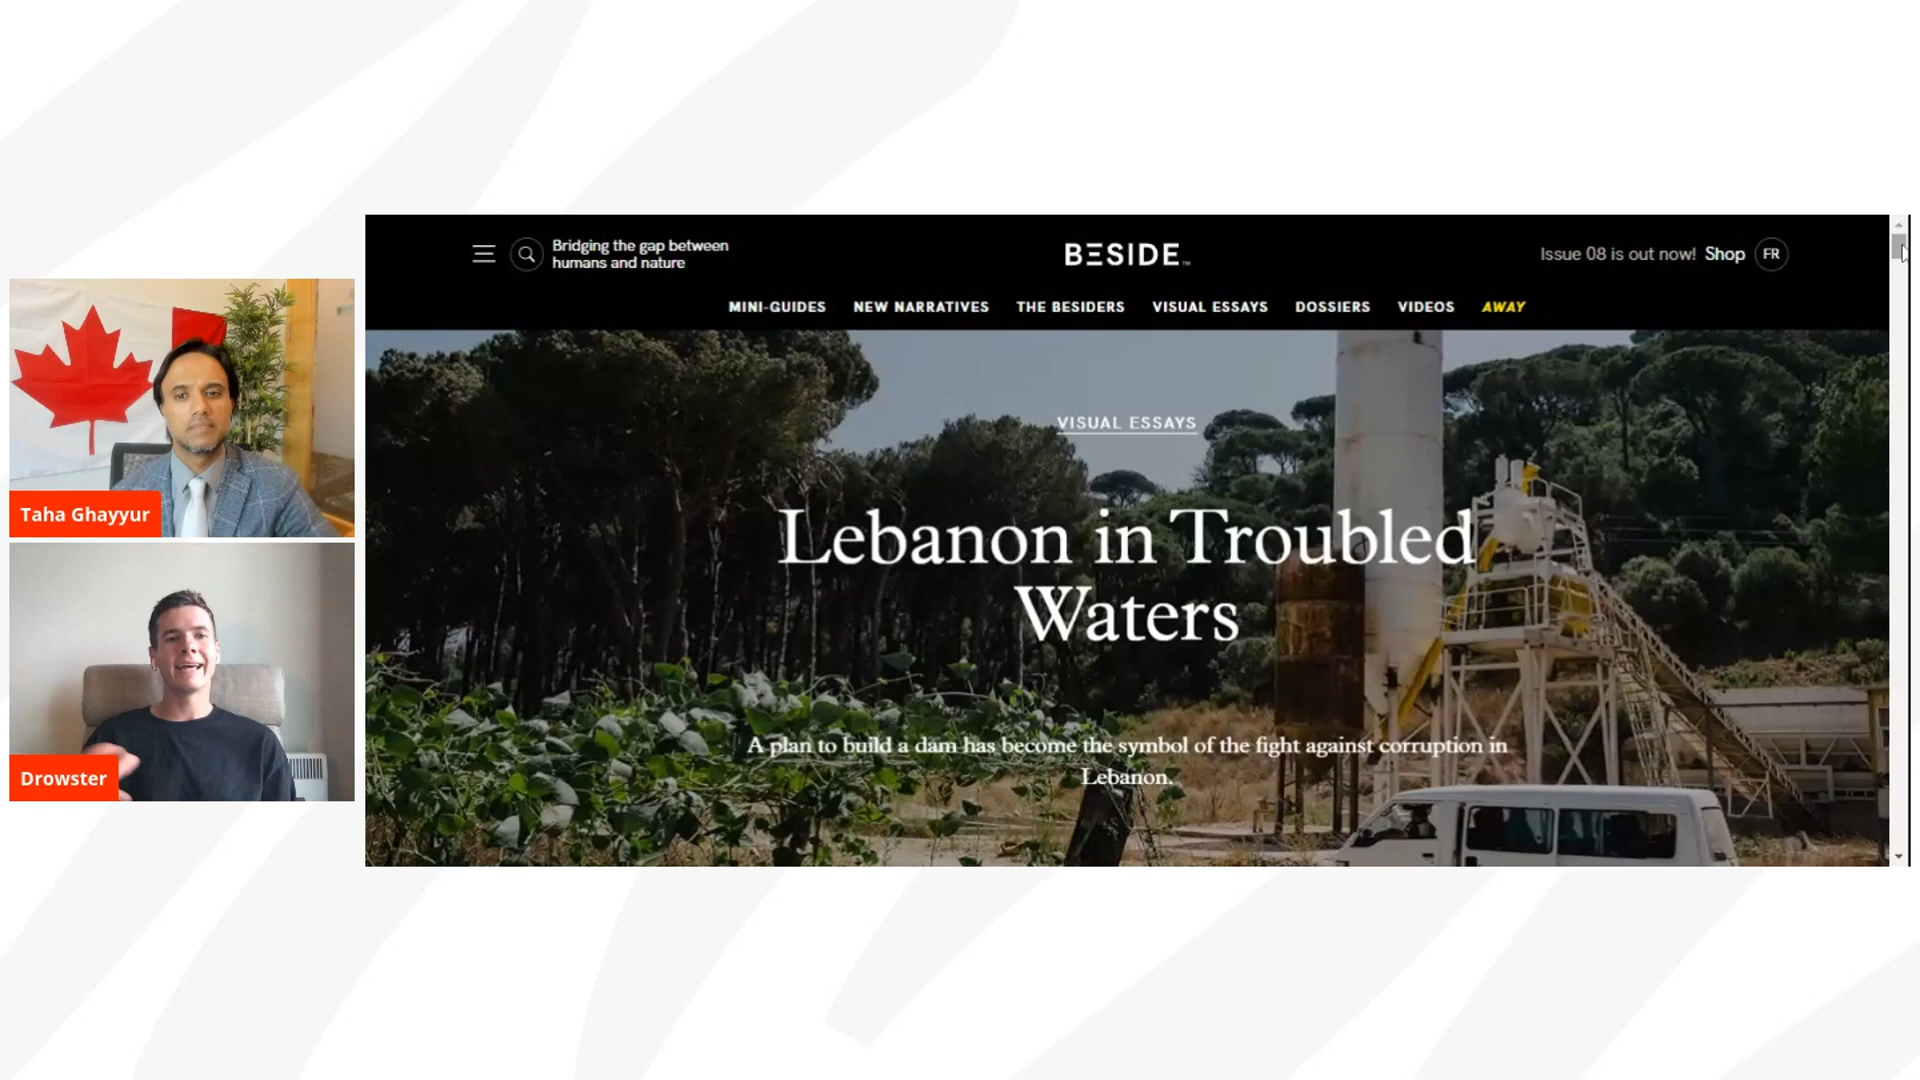 Bridging the gap between
humans and nature
BESIDE™
Issue 08 is out now! Shop FR
MINI-GUIDES NEW NARRATIVES THE BESIDERS VISUAL ESSAYS DOSSIERS VIDEOS AWAY
VISUAL ESSAYS
Lebanon in Troubled
Waters
A plan to build a dam has become the symbol of the fight against corruption in
Lebanon.
Taha Ghayyur
Drowster